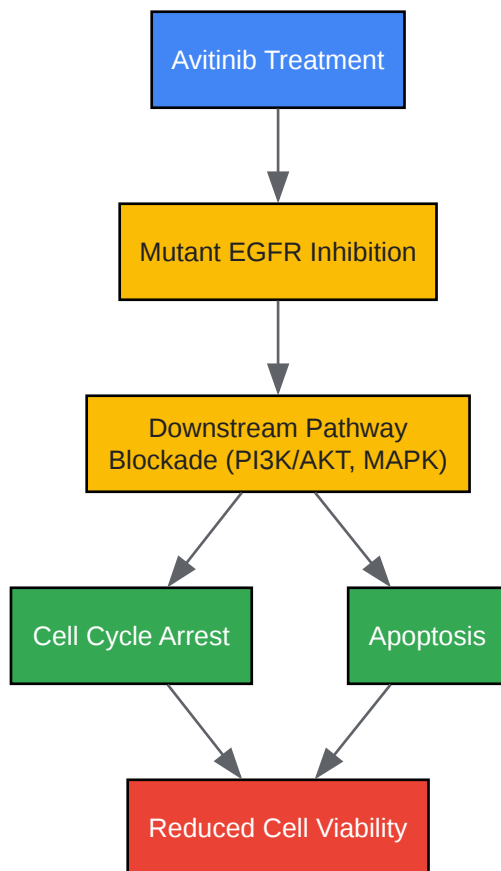 Avitinib Treatment
Mutant EGFR Inhibition
Downstream Pathway
Blockade (PI3K/AKT, MAPK)
Cell Cycle Arrest
Apoptosis
Reduced Cell Viability